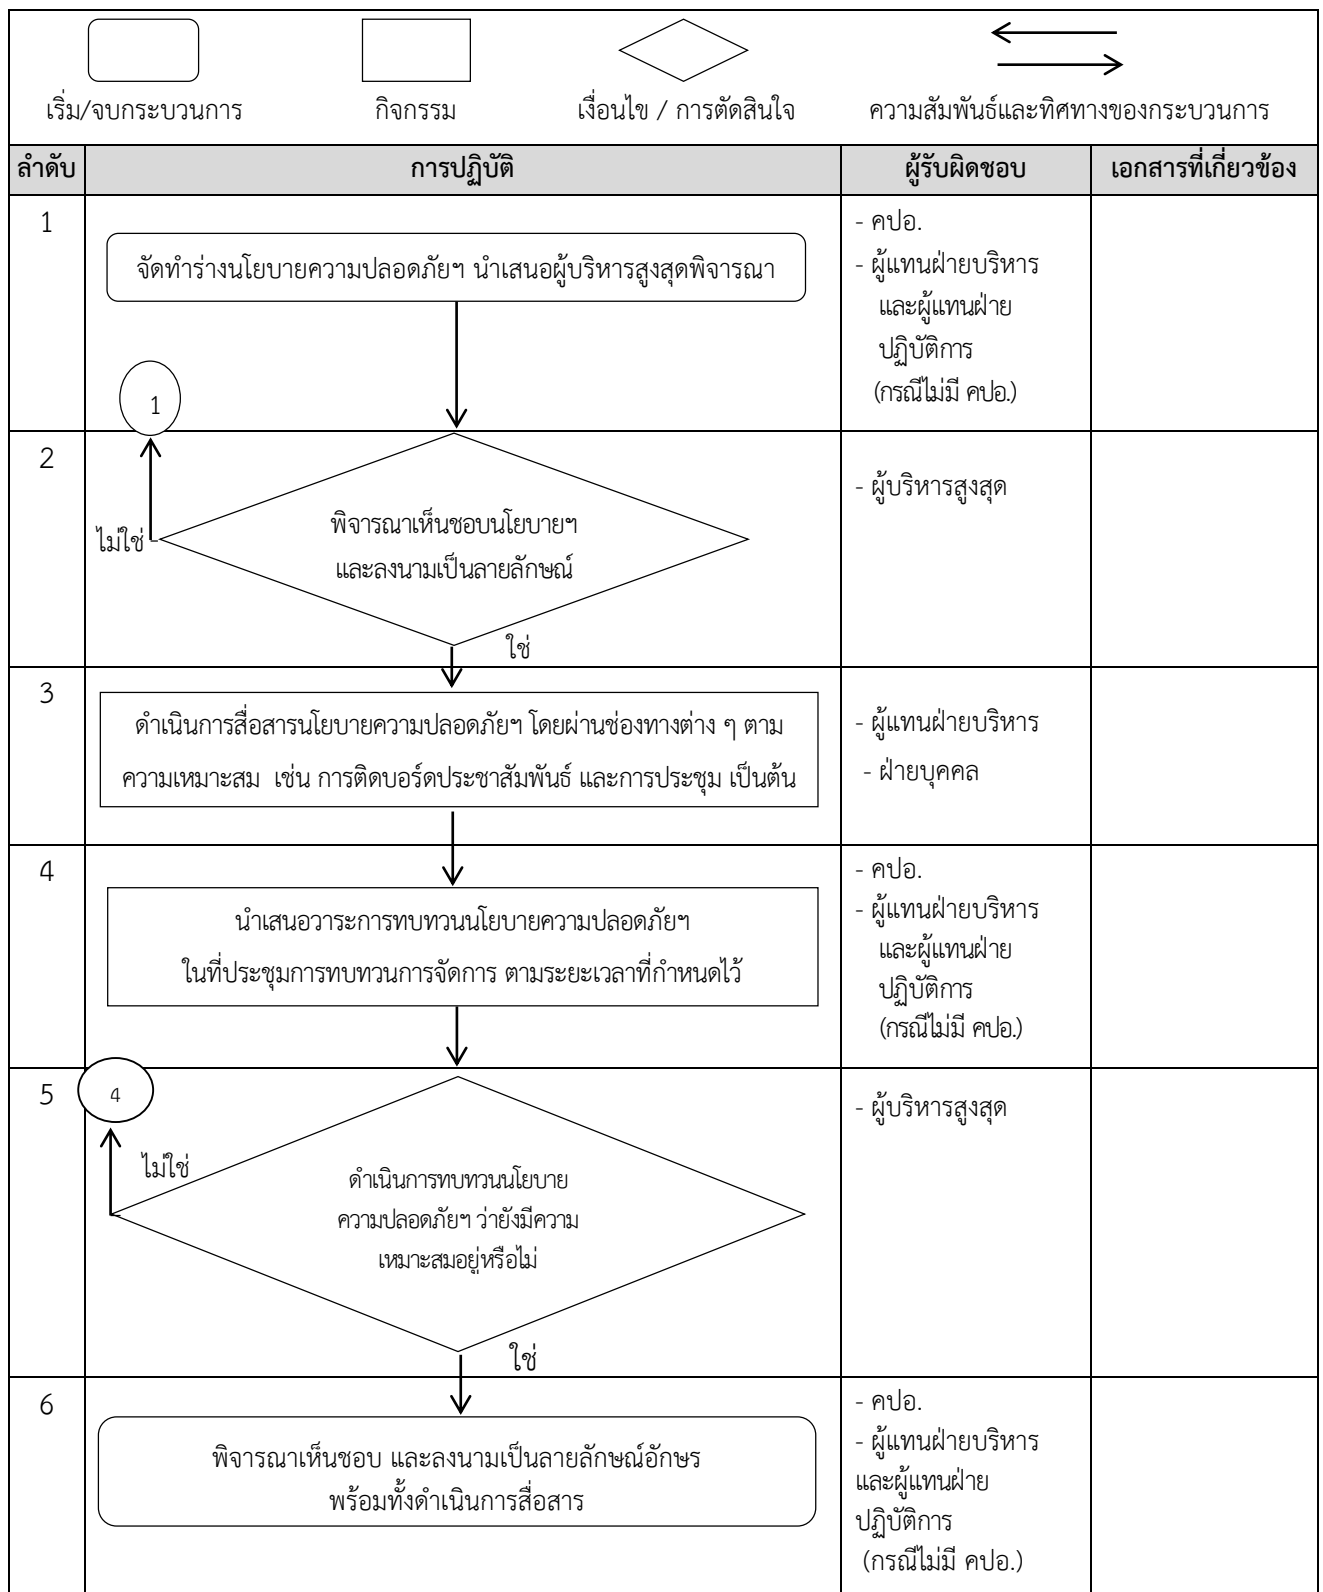 เริ่ม/จบกระบวนการ กิจกรรม เงื่อนไข / การตัดสินใจ ความสัมพันธ์และทิศทางของกระบวนการ
ลำดับ การปฏิบัติ ผู้รับผิดชอบ เอกสารที่เกี่ยวข้อง
1
จัดทำร่างนโยบายความปลอดภัยฯ นำเสนอผู้บริหารสูงสุดพิจารณา
1
- คปอ.
- ผู้แทนฝ่ายบริหาร
และผู้แทนฝ่าย
ปฏิบัติการ
(กรณีไม่มี คปอ.)
2
พิจารณาเห็นชอบนโยบายฯ
และลงนามเป็นลายลักษณ์
ไม่ใช่
ใช่
- ผู้บริหารสูงสุด
3
ดำเนินการสื่อสารนโยบายความปลอดภัยฯ โดยผ่านช่องทางต่าง ๆ ตาม
ความเหมาะสม เช่น การติดบอร์ดประชาสัมพันธ์ และการประชุม เป็นต้น
- ผู้แทนฝ่ายบริหาร
- ฝ่ายบุคคล
4
นำเสนอวาระการทบทวนนโยบายความปลอดภัยฯ
ในที่ประชุมการทบทวนการจัดการ ตามระยะเวลาที่กำหนดไว้
- คปอ.
- ผู้แทนฝ่ายบริหาร
และผู้แทนฝ่าย
ปฏิบัติการ
(กรณีไม่มี คปอ.)
5
4
ไม่ใช่
ดำเนินการทบทวนนโยบาย
ความปลอดภัยฯ ว่ายังมีความ
เหมาะสมอยู่หรือไม่
ใช่
- ผู้บริหารสูงสุด
6
พิจารณาเห็นชอบ และลงนามเป็นลายลักษณ์อักษร
พร้อมทั้งดำเนินการสื่อสาร
- คปอ.
- ผู้แทนฝ่ายบริหาร
และผู้แทนฝ่าย
ปฏิบัติการ
(กรณีไม่มี คปอ.)